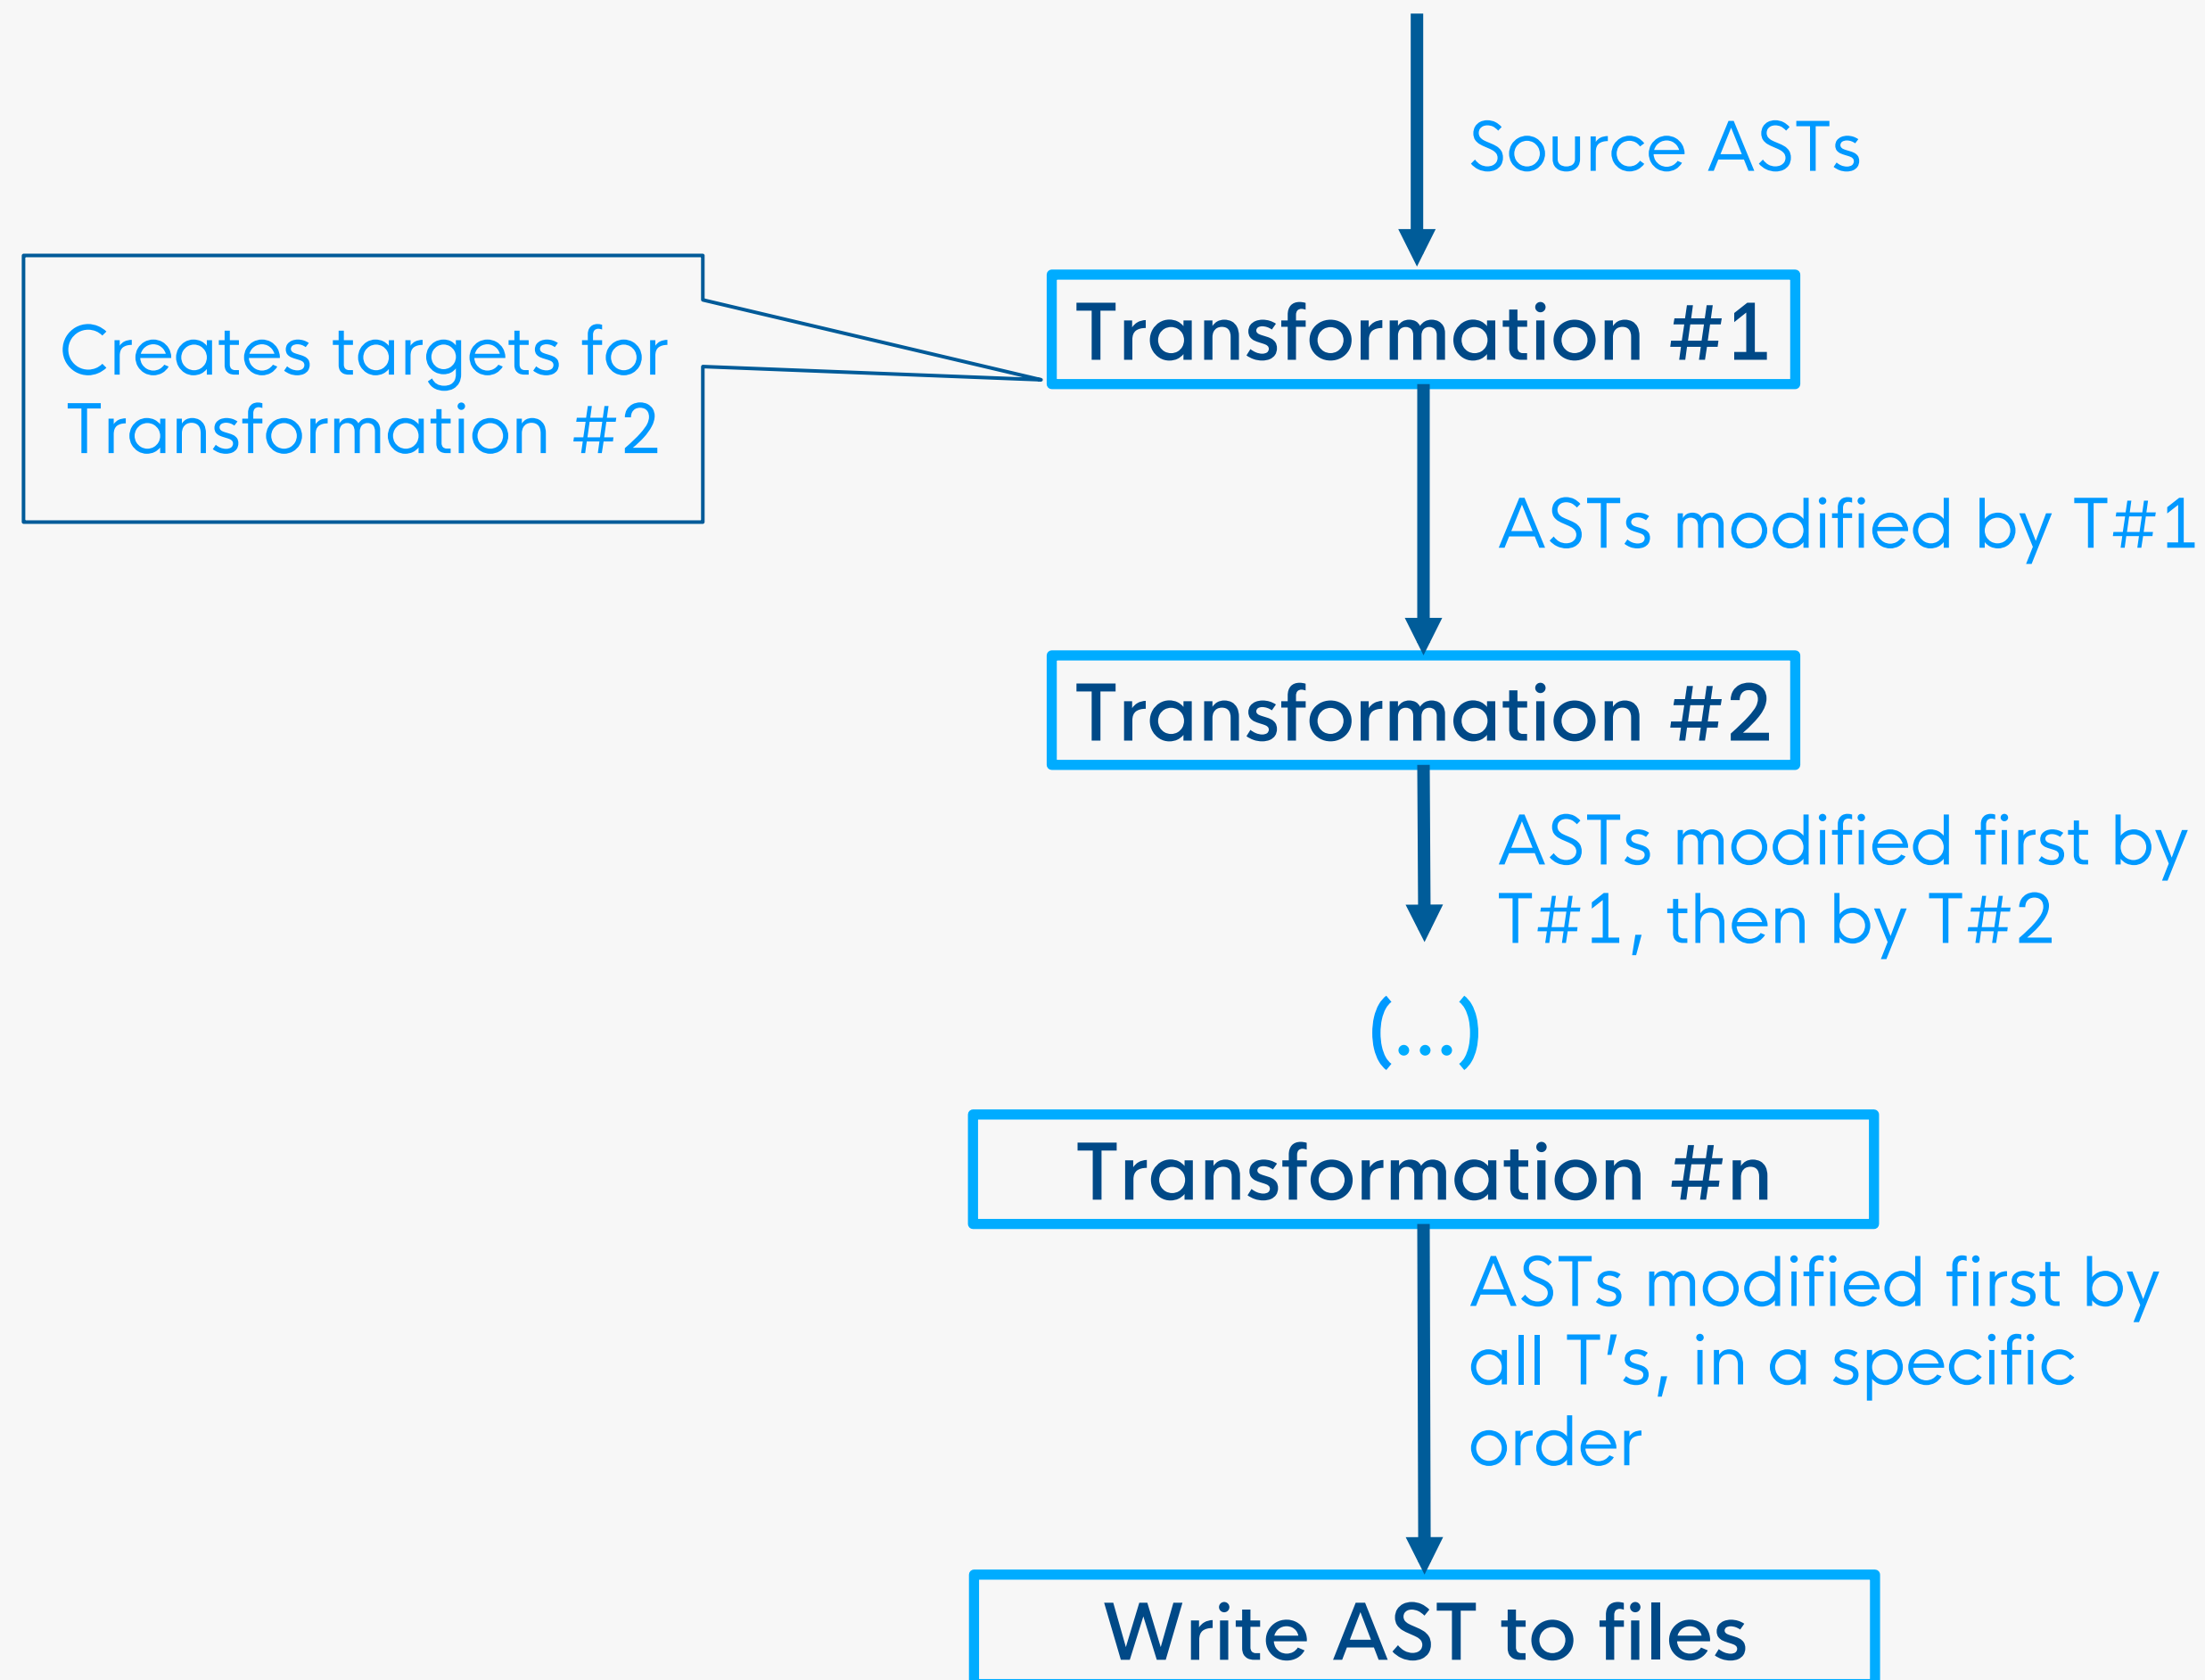 Source ASTs
Transformation #1
Creates targets for
Transformation #2
ASTs modified by T#1
Transformation #2
ASTs modified first by
T#1, then by T#2
(...)
Transformation #n
ASTs modified first by
all T's, in a specific
order
Write AST to files